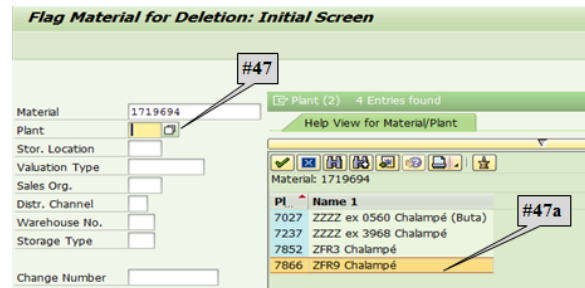 Flag Material for Deletion: Initial Screen
#47
Material 1719694
Plant
Stor. Location
Valuation Type
Sales Org.
Distr. Channel
Warehouse No.
Storage Type
Change Number
Plant (2) 4 Entries found
Help View for Material/Plant
Material: 1719694
Pl.. Name 1
7027 ZZZZ ex 0560 Chalampé (Buta)
7237 ZZZZ ex 3968 Chalampé
7852 ZFR3 Chalampé
7866 ZFR9 Chalampé
#47a